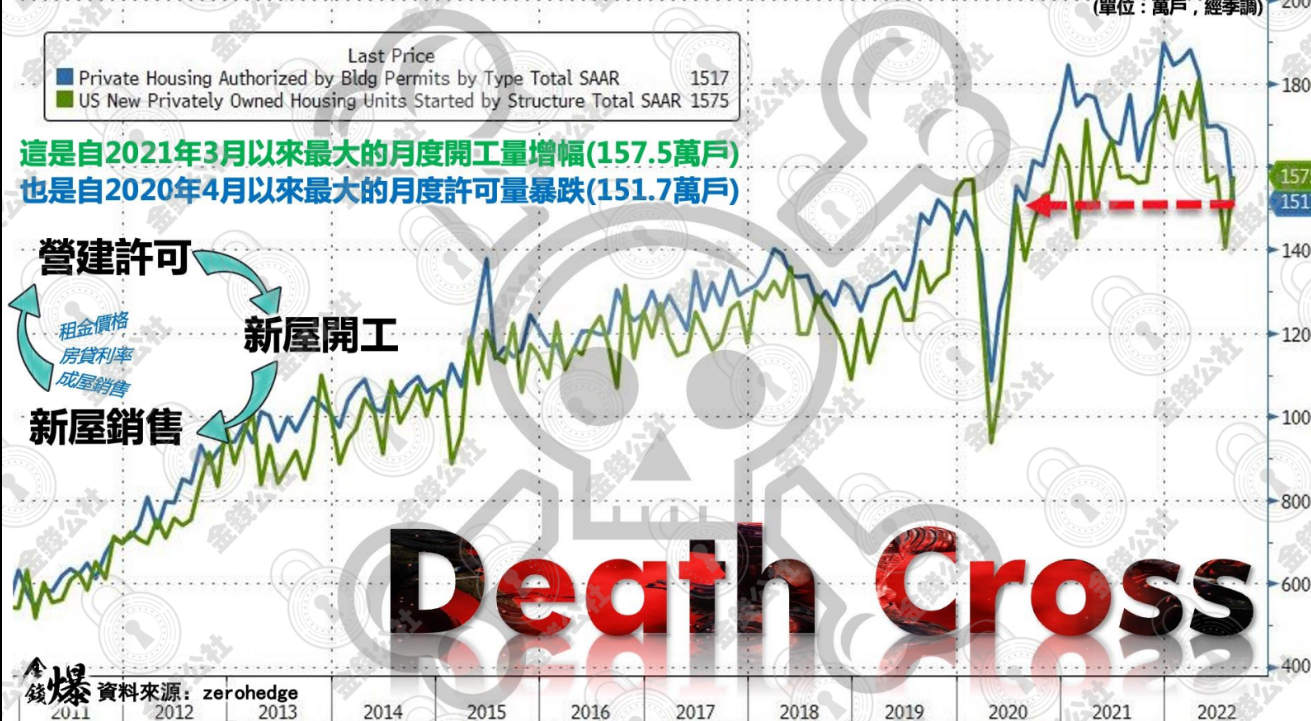 (單位：萬戶，經季調)
2000
Last Price
Private Housing Authorized by Bldg Permits by Type Total SAAR 1517
US New Privately Owned Housing Units Started by Structure Total SAAR 1575
1800
這是自2021年3月以來最大的月度開工量增幅(157.5萬戶)
也是自2020年4月以來最大的月度許可量暴跌(151.7萬戶)
157
151
營建許可
1400
租金價格
房貸利率
成屋銷售
新屋開工
1200
新屋銷售
1000
800
Death Cross
600
400
金錢爆 資料來源：zerohedge
2011 2012 2013 2014 2015 2016 2017 2018 2019 2020 2021 2022
金錢公社